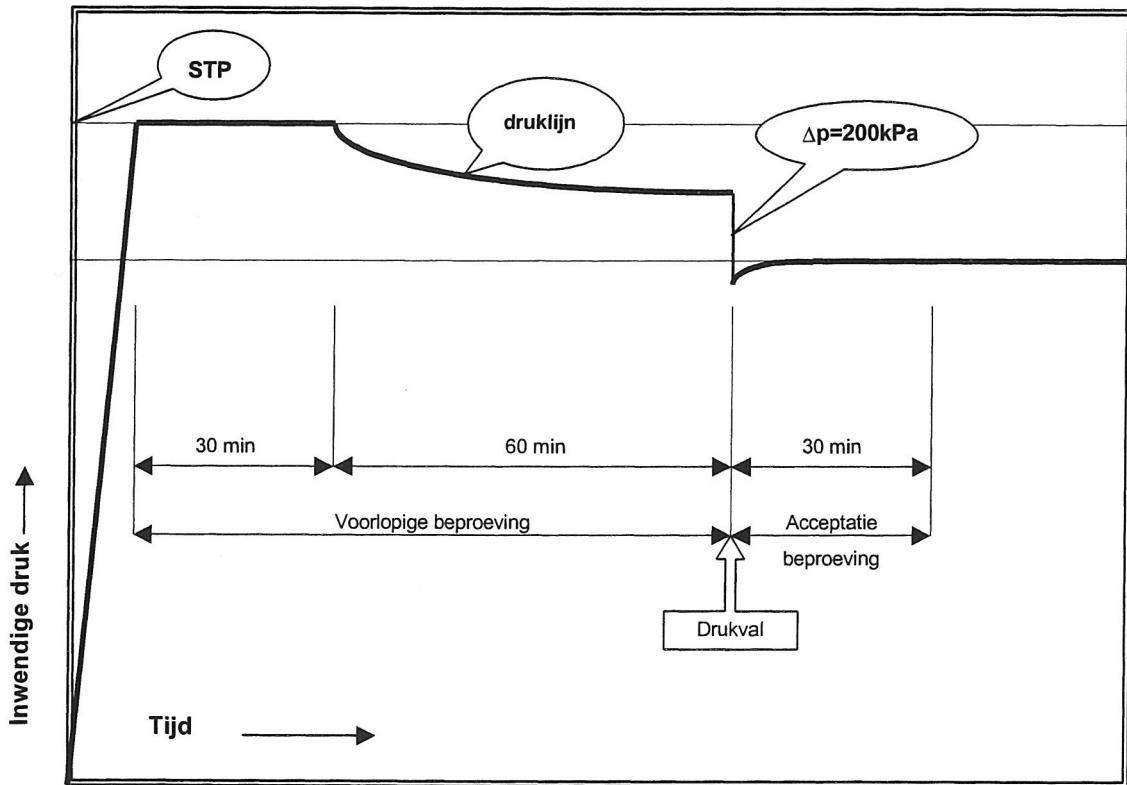 STP
druklijn
Δp=200kPa
30 min
60 min
30 min
Voorlopige beproeving
Acceptatie
beproeving
Drukval
Inwendige druk
Tijd